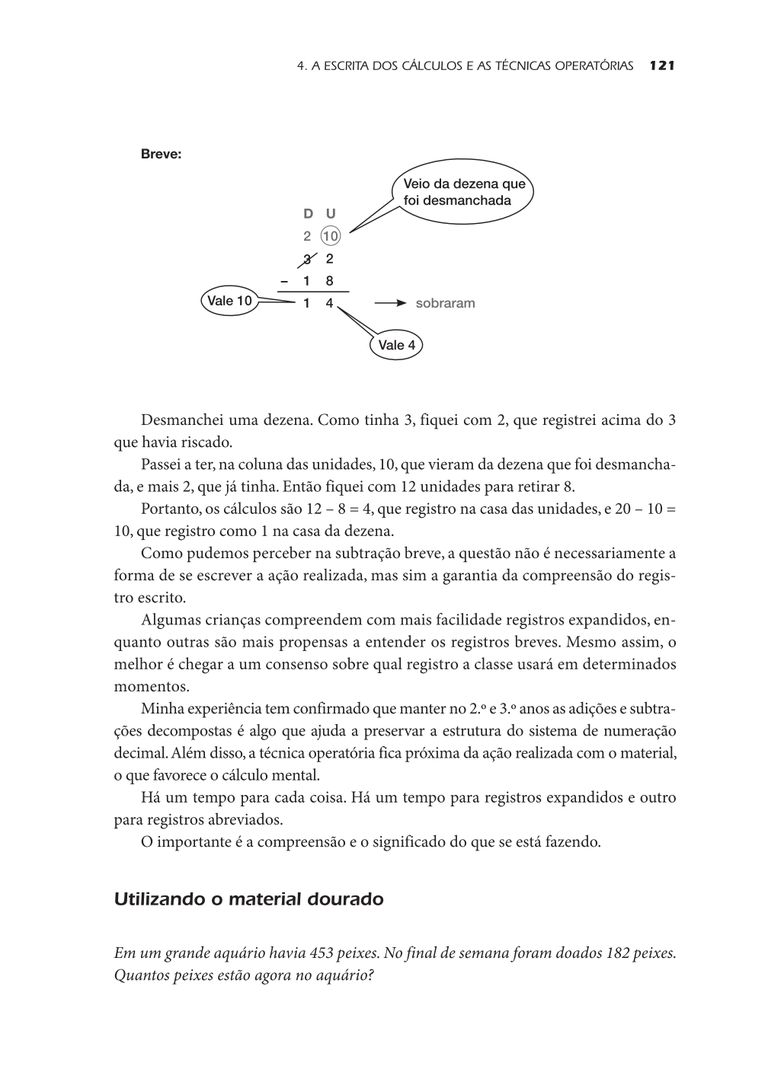 4. A ESCRITA DOS CÁLCULOS E AS TÉCNICAS OPERATÓRIAS 121
Breve:
Veio da dezena que
foi desmanchada
D U
2 10
3 2
– 1 8
Vale 10
1 4
sobraram
Vale 4
Desmanchei uma dezena. Como tinha 3, fiquei com 2, que registrei acima do 3
que havia riscado.
Passei a ter, na coluna das unidades, 10, que vieram da dezena que foi desmancha-
da, e mais 2, que já tinha. Então fiquei com 12 unidades para retirar 8.
Portanto, os cálculos são 12 – 8 = 4, que registro na casa das unidades, e 20 – 10 =
10, que registro como 1 na casa da dezena.
Como pudemos perceber na subtração breve, a questão não é necessariamente a
forma de se escrever a ação realizada, mas sim a garantia da compreensão do regis-
tro escrito.
Algumas crianças compreendem com mais facilidade registros expandidos, en-
quanto outras são mais propensas a entender os registros breves. Mesmo assim, o
melhor é chegar a um consenso sobre qual registro a classe usará em determinados
momentos.
Minha experiência tem confirmado que manter no 2.º e 3.º anos as adições e subtra-
ções decompostas é algo que ajuda a preservar a estrutura do sistema de numeração
decimal. Além disso, a técnica operatória fica próxima da ação realizada com o material,
o que favorece o cálculo mental.
Há um tempo para cada coisa. Há um tempo para registros expandidos e outro
para registros abreviados.
O importante é a compreensão e o significado do que se está fazendo.
Utilizando o material dourado
Em um grande aquário havia 453 peixes. No final de semana foram doados 182 peixes.
Quantos peixes estão agora no aquário?